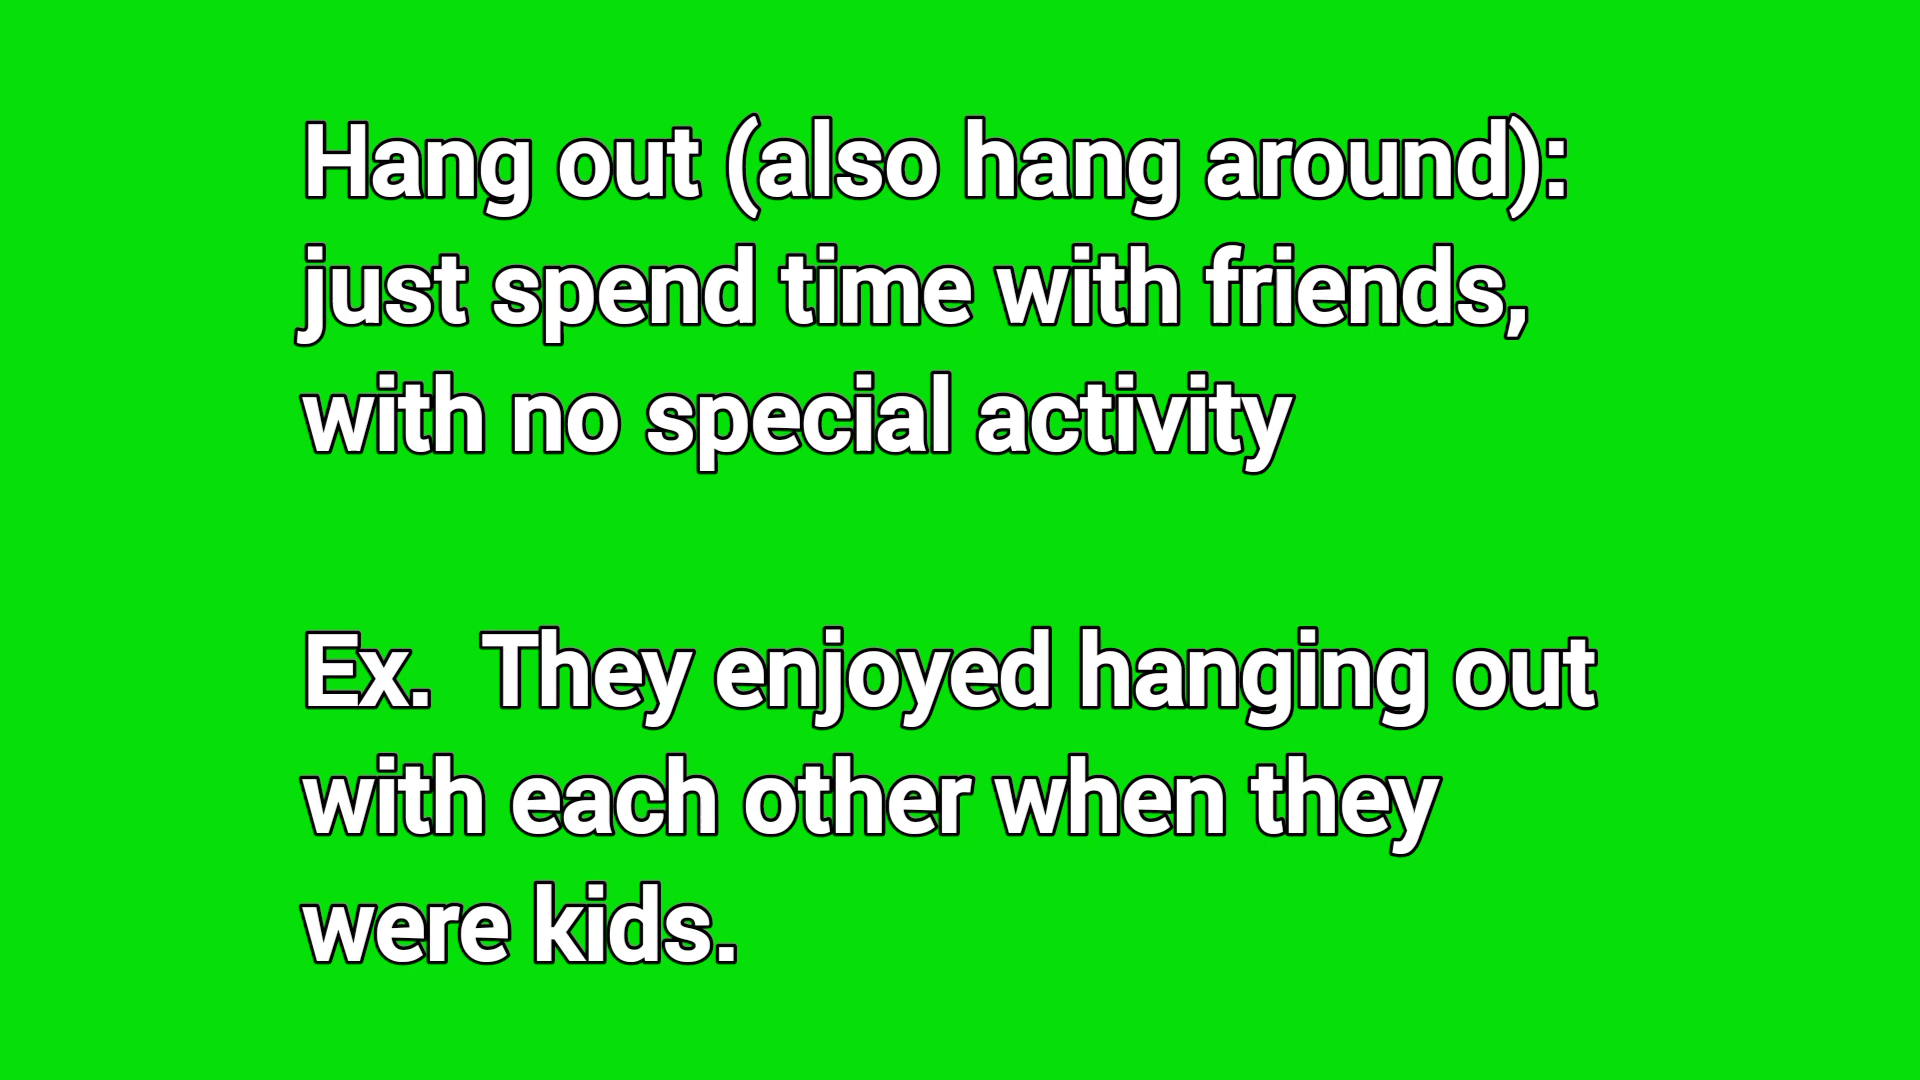 Hang out (also hang around):
just spend time with friends,
with no special activity
Ex.  They enjoyed hanging out
with each other when they
were kids.